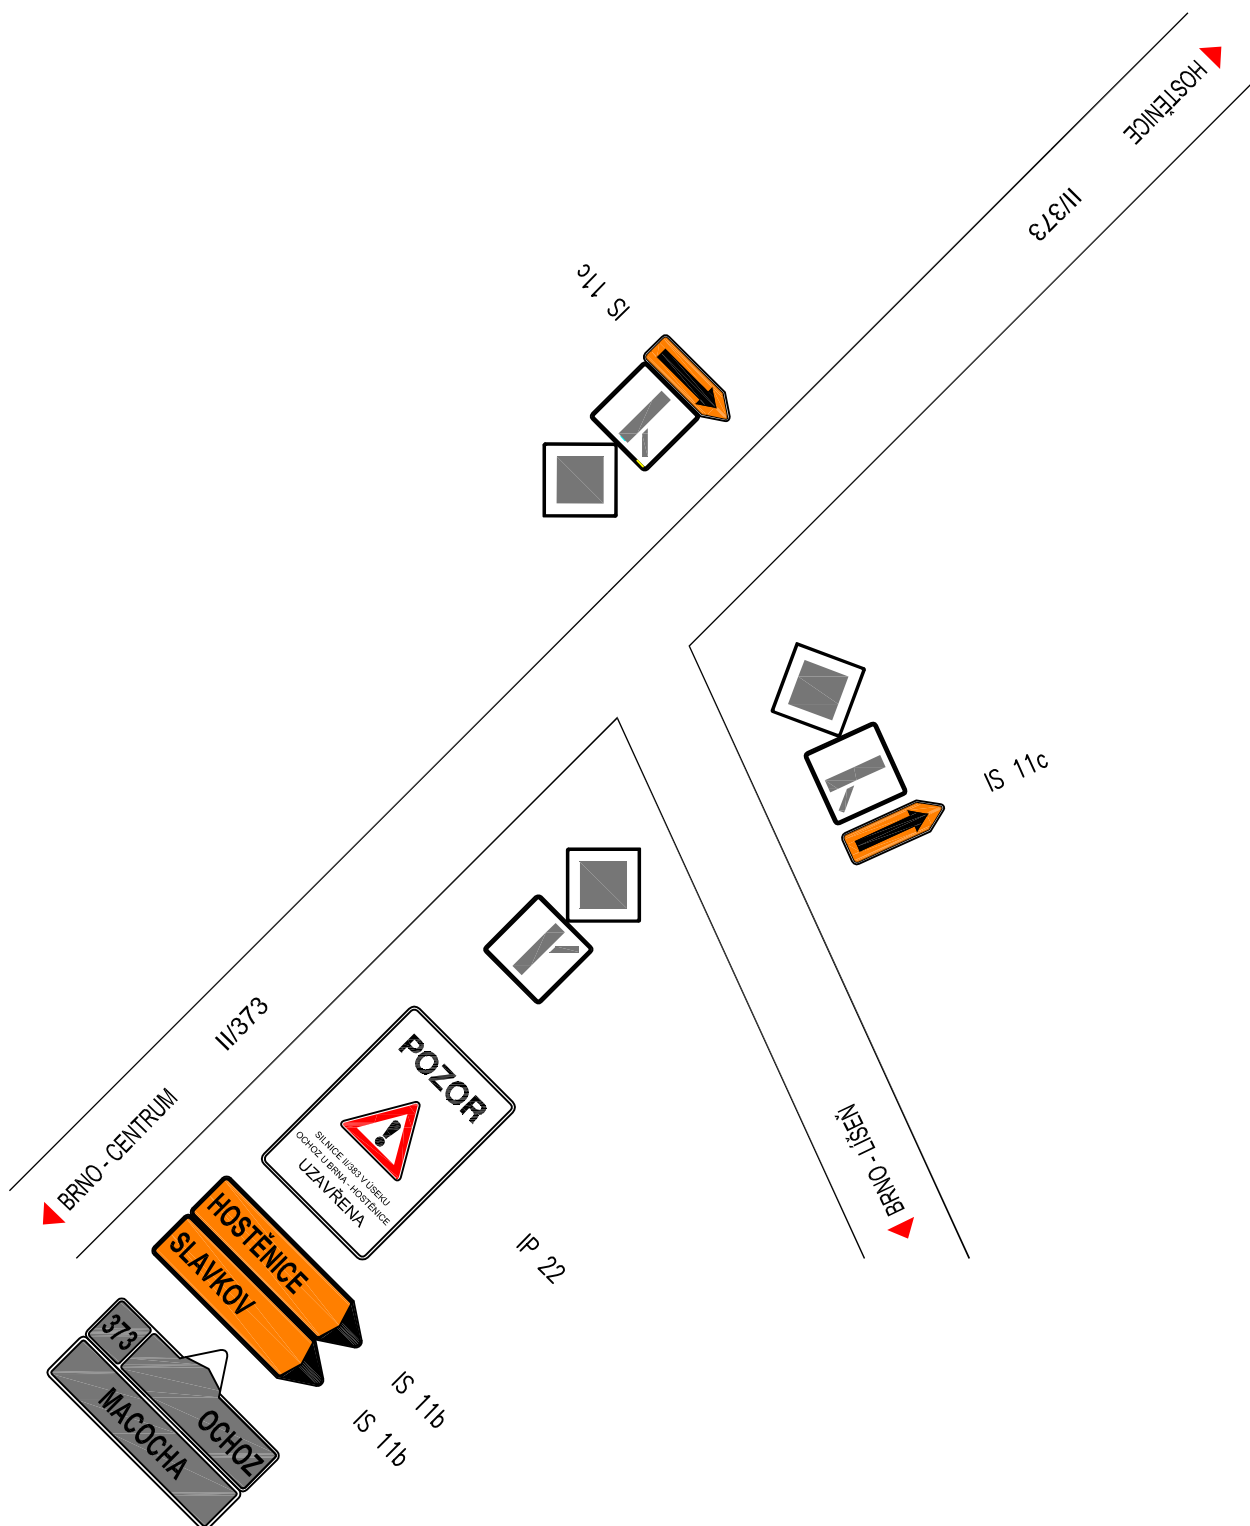 HOSTĚNICE
II/373
IS 11c
IS 11c
II/373
BRNO - CENTRUM
POZOR
!
SILNICE II/383 V ÚSEKU
OCHOZ U BRNA - HOSTĚNICE
UZAVŘENA
IP 22
BRNO - LÍŠEŇ
HOSTĚNICE
SLAVKOV
IS 11b
IS 11b
373
OCHOZ
MACOCHA